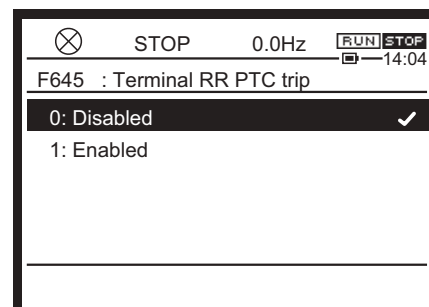 STOP 0.0Hz RUN STOP
14:04
F645 : Terminal RR PTC trip
0: Disabled
1: Enabled